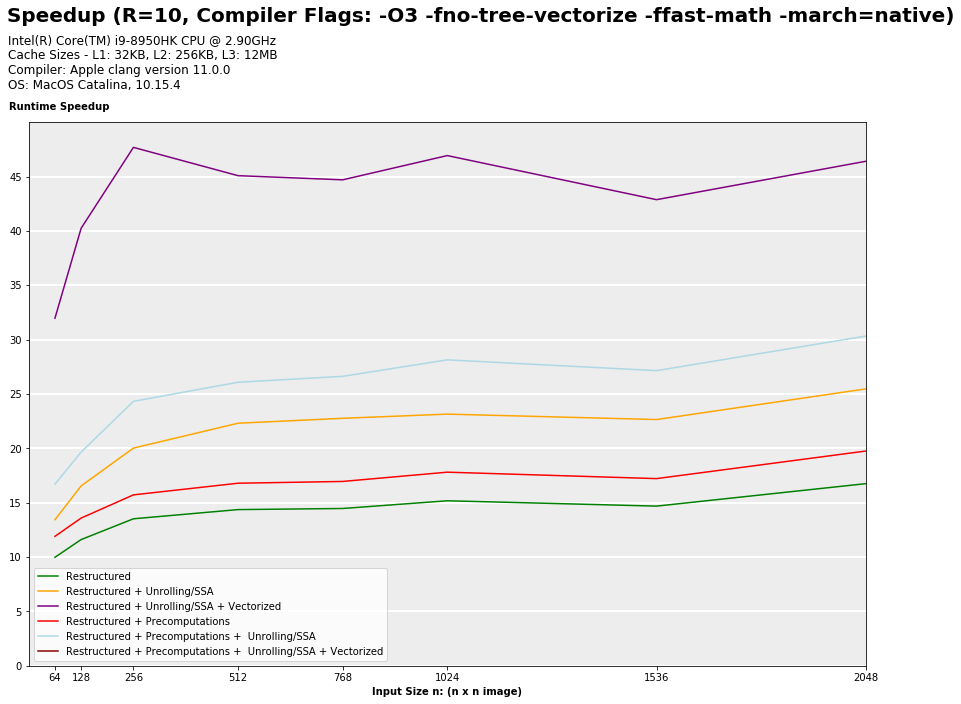 Speedup (R=10, Compiler Flags: -O3 -fno-tree-vectorize -ffast-math -march=native)
Intel(R) Core(TM) i9-8950HK CPU @ 2.90GHz
Cache Sizes - L1: 32KB, L2: 256KB, L3: 12MB
Compiler: Apple clang version 11.0.0
OS: MacOS Catalina, 10.15.4
Runtime Speedup
45
40
35
30
25
20
15
10
5
0
Restructured
Restructured + Unrolling/SSA
Restructured + Unrolling/SSA + Vectorized
Restructured + Precomputations
Restructured + Precomputations +  Unrolling/SSA
Restructured + Precomputations +  Unrolling/SSA + Vectorized
64 128 256 512 768 1024 1536 2048
Input Size n: (n x n image)